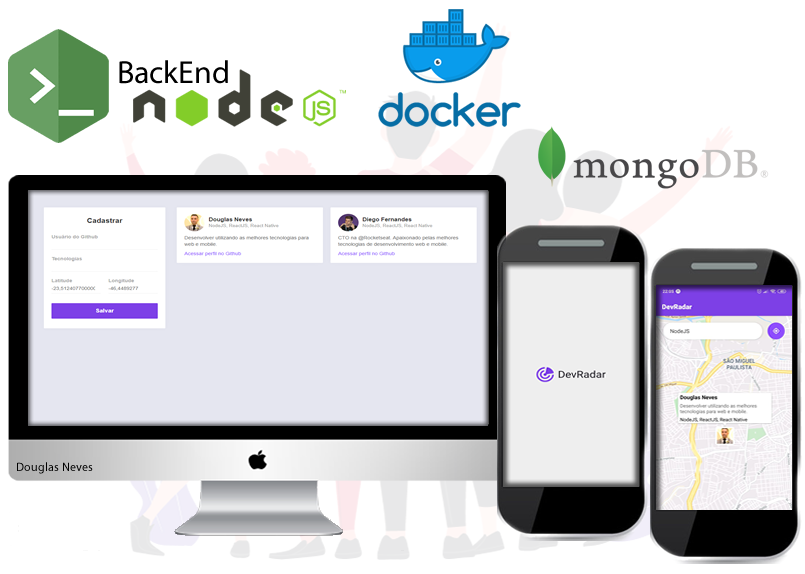 BackEnd
node
JS
™
docker
mongoDB®
Cadastrar
Usuário do Github
Tecnologias
Latitude
Longitude
-46.4489277
Salvar
Douglas Neves
NodeJS, ReactJS, React Native
Desenvolver utilizando as melhores tecnologias para
web e mobile.
Acessar perfil no Github
Diego Fernandes
NodeJS, ReactJS, React Native
CTO na @Rocketseat. Apaixonado pelas melhores
tecnologias de desenvolvimento web e mobile.
Acessar perfil no Github
Douglas Neves
DevRadar
DevRadar
NodeJS
SÃO MIGUEL
PAULISTA
Douglas Neves
Desenvolver utilizando as melhores
tecnologias para web e mobile.
NodeJS, ReactJS, React Native